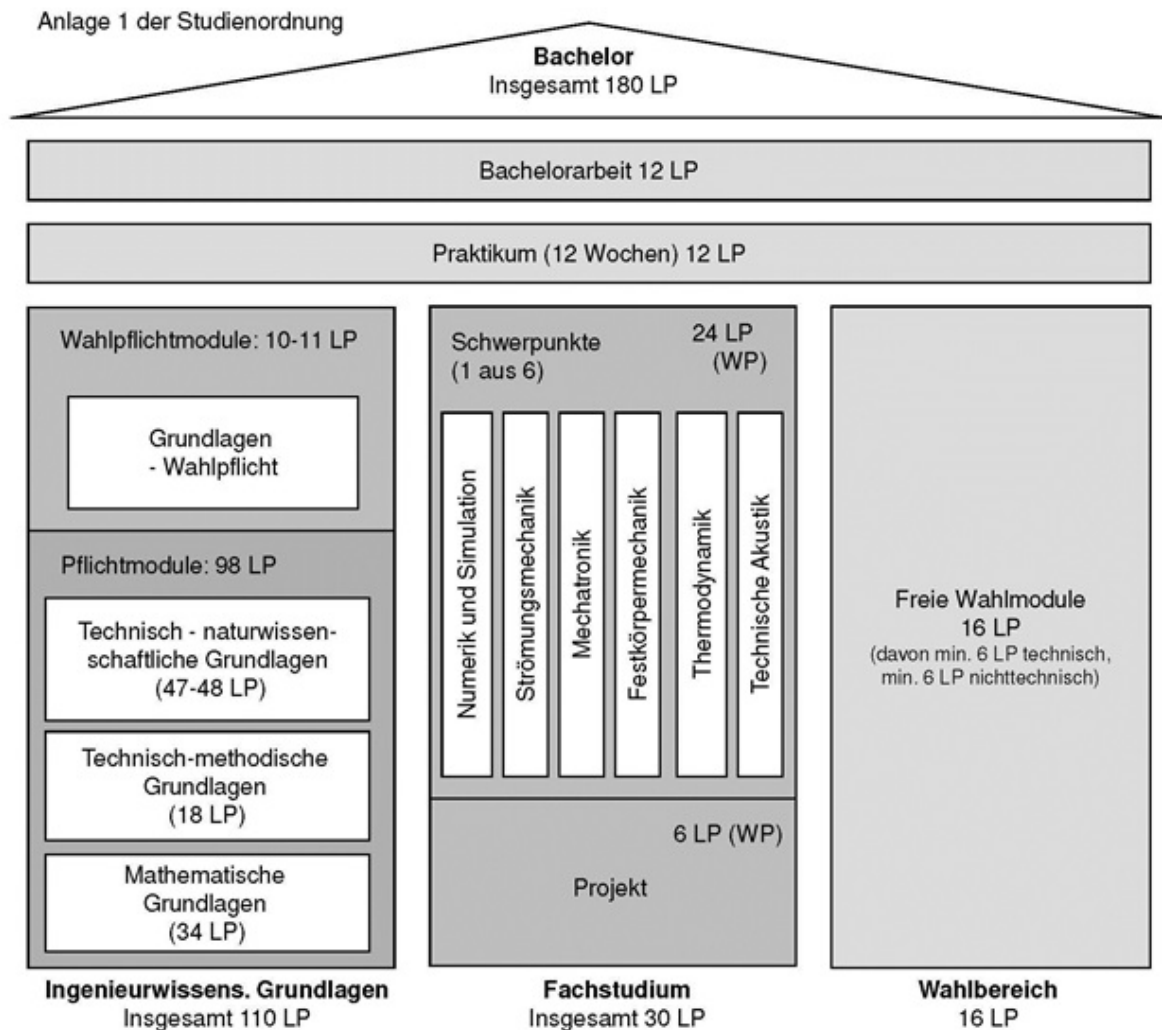 Anlage 1 der Studienordnung
Bachelor
Insgesamt 180 LP
Bachelorarbeit 12 LP
Praktikum (12 Wochen) 12 LP
Wahlpflichtmodule: 10-11 LP
Grundlagen
- Wahlpflicht
Pflichtmodule: 98 LP
Technisch - naturwissen-
schaftliche Grundlagen
(47-48 LP)
Technisch-methodische
Grundlagen
(18 LP)
Mathematische
Grundlagen
(34 LP)
Ingenieurwissens. Grundlagen
Insgesamt 110 LP
Schwerpunkte
(1 aus 6)
24 LP
(WP)
Numerik und Simulation
Strömungsmechanik
Mechatronik
Festkörpermechanik
Thermodynamik
Technische Akustik
6 LP (WP)
Projekt
Fachstudium
Insgesamt 30 LP
Freie Wahlmodule
16 LP
(davon min. 6 LP technisch,
min. 6 LP nichttechnisch)
Wahlbereich
16 LP